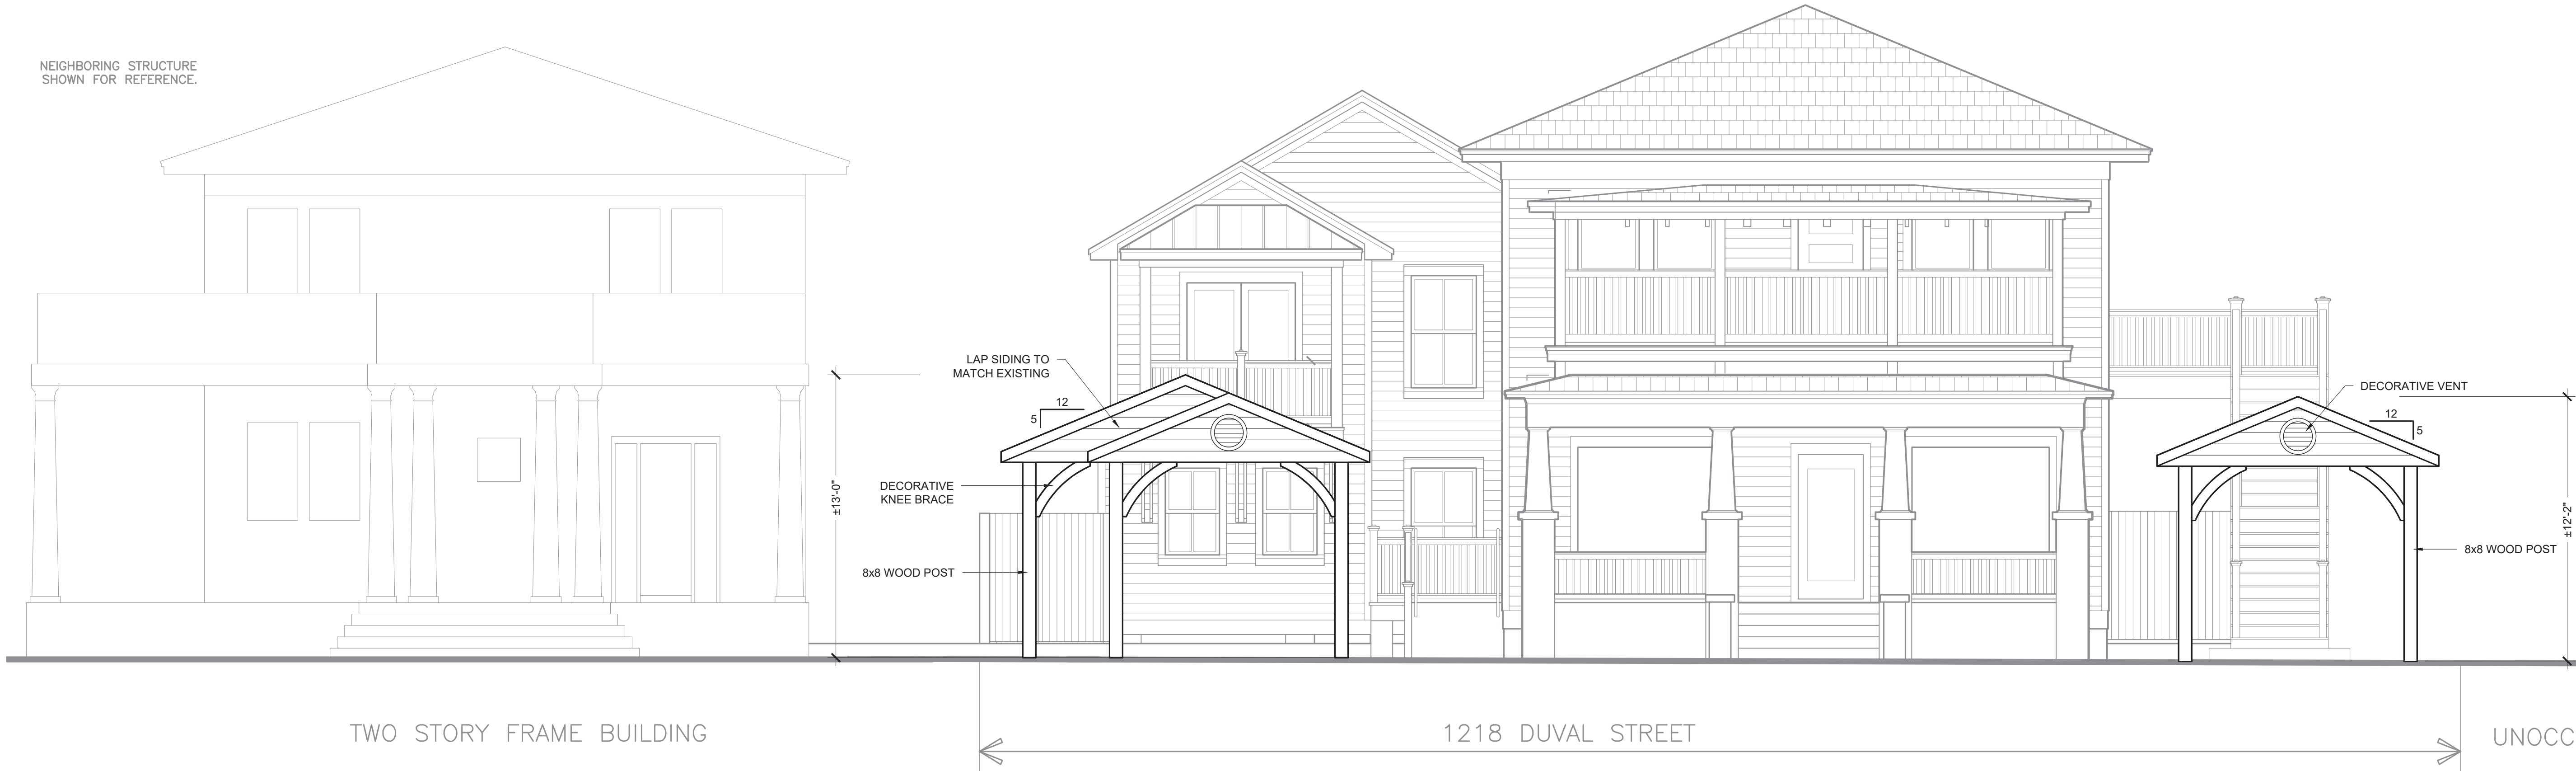 NEIGHBORING STRUCTURE
SHOWN FOR REFERENCE.
LAP SIDING TO
MATCH EXISTING
12
5
DECORATIVE
KNEE BRACE
8x8 WOOD POST
±13'-0"
DECORATIVE VENT
12
5
8x8 WOOD POST
±12'-2"
TWO STORY FRAME BUILDING
1218 DUVAL STREET
UNOCC